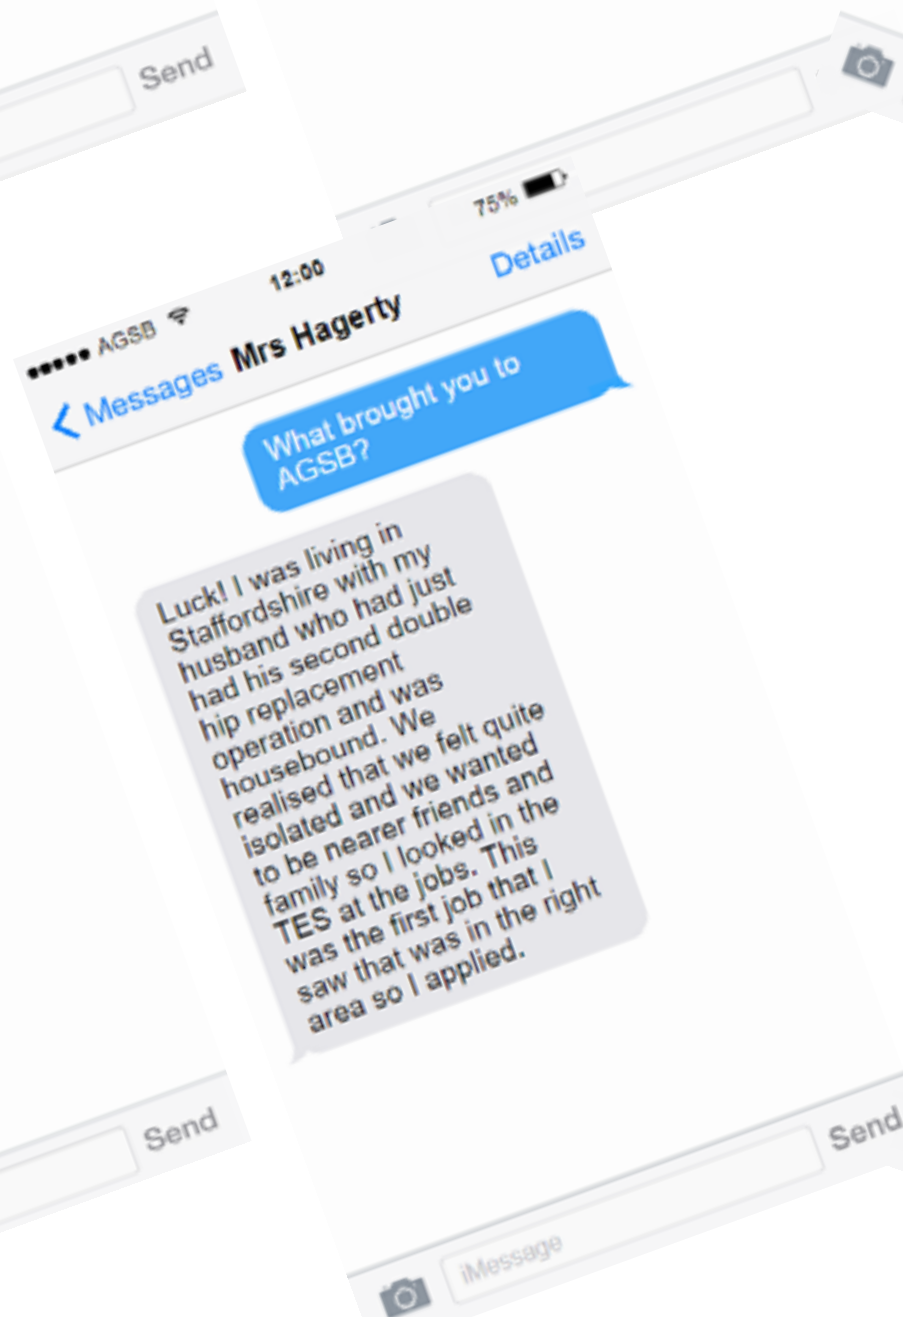 Send
75%
12:00
AGSB
Details
Messages Mrs Hagerty
What brought you to
AGSB?
Luck! I was living in
Staffordshire with my
husband who had just
had his second double
hip replacement
operation and was
housebound. We
realised that we felt quite
isolated and we wanted
to be nearer friends and
family so I looked in the
TES at the jobs. This
was the first job that I
saw that was in the right
area so I applied.
Send
Send
iMessage